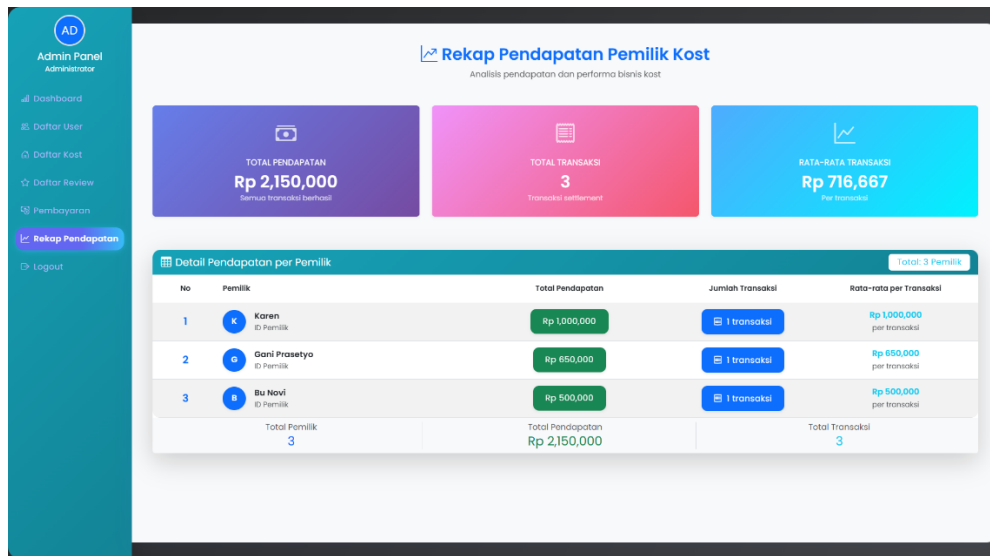 AD
Admin Panel
Administrator
Dashboard
Daftar User
Daftar Kost
Daftar Review
Pembayaran
Rekap Pendapatan
Logout
Rekap Pendapatan Pemilik Kost
Analisis pendapatan dan performa bisnis kost
TOTAL PENDAPATAN
Rp 2,150,000
Semua transaksi berhasil
TOTAL TRANSAKSI
3
Transaksi settlement
RATA-RATA TRANSAKSI
Rp 716,667
Per transaksi
Detail Pendapatan per Pemilik
Total: 3 Pemilik
No Pemilik Total Pendapatan Jumlah Transaksi Rata-rata per Transaksi
1 K Karen Rp 1,000,000 1 transaksi Rp 1,000,000
ID Pemilik per transaksi
2 G Gani Prasetyo Rp 650,000 1 transaksi Rp 650,000
ID Pemilik per transaksi
3 B Bu Novi Rp 500,000 1 transaksi Rp 500,000
ID Pemilik per transaksi
Total Pemilik Total Pendapatan Total Transaksi
3 Rp 2,150,000 3